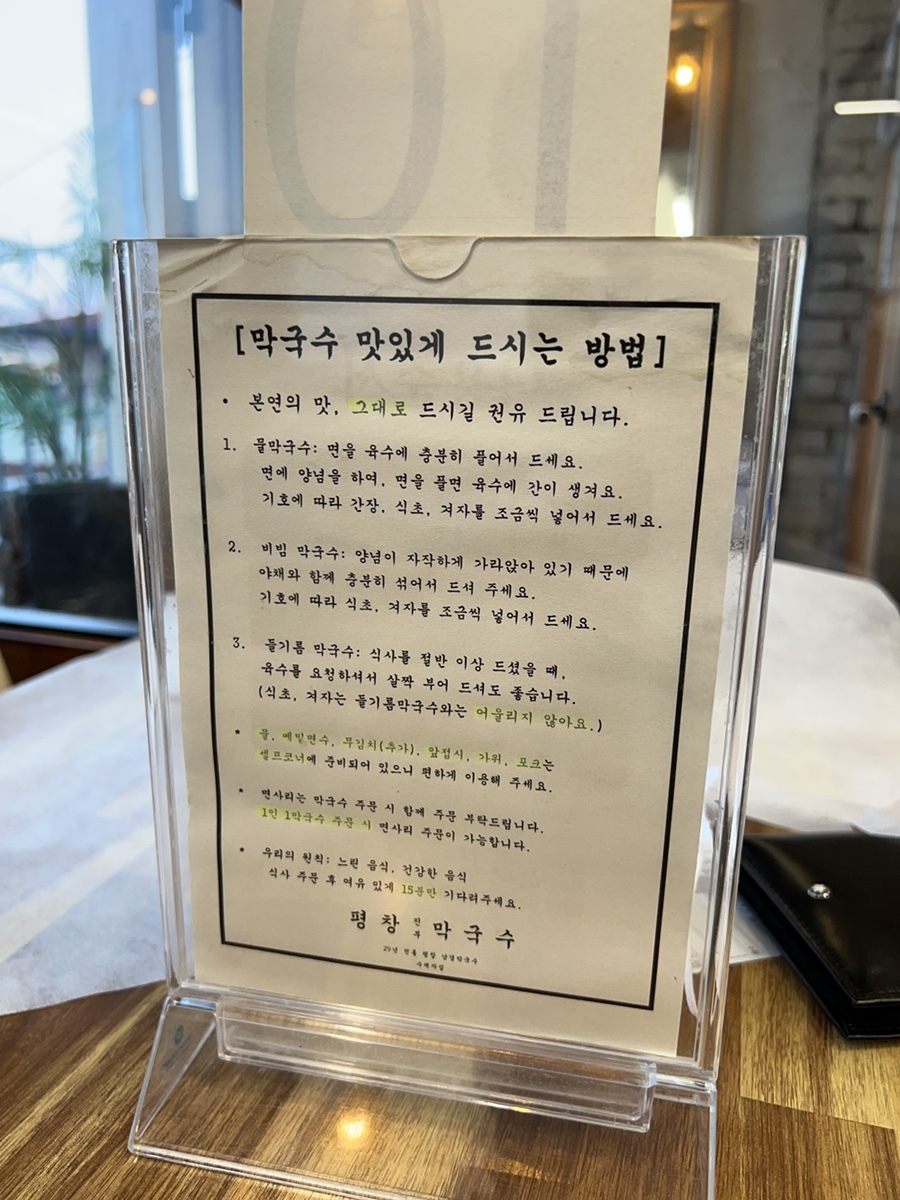 01
[막국수 맛있게 드시는 방법]
• 본연의 맛, 그대로 드시길 권유 드립니다.
1. 물막국수: 면을 육수에 충분히 풀어서 드세요.
면에 양념을 하여, 면을 풀면 육수에 간이 생겨요.
기호에 따라 간장, 식초, 겨자를 조금씩 넣어서 드세요.
2. 비빔 막국수: 양념이 자작하게 가라앉아 있기 때문에
야채와 함께 충분히 섞어서 드셔 주세요.
기호에 따라 식초, 겨자를 조금씩 넣어서 드세요.
3. 들기름 막국수: 식사를 절반 이상 드셨을 때,
육수를 요청하셔서 살짝 부어 드셔도 좋습니다.
(식초, 겨자는 들기름막국수와는 어울리지 않아요.)
* 물, 메밀면수, 무김치(추가), 앞접시, 가위, 포크는
셀프코너에 준비되어 있으니 편하게 이용해 주세요.
* 면사리는 막국수 주문 시 함께 주문 부탁드립니다.
1인 1막국수 주문 시 면사리 주문이 가능합니다.
* 우리의 원칙: 느린 음식, 건강한 음식
식사 주문 후 여유 있게 15분만 기다려주세요.
평창 진부 막국수
29년 전통 평창